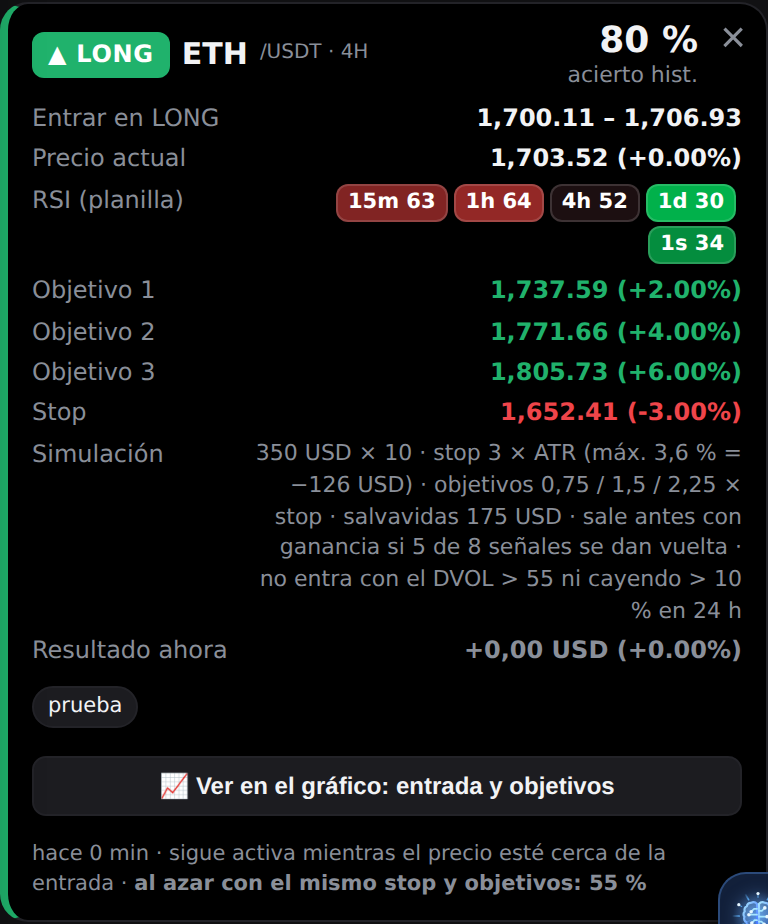 ▲ LONG ETH /USDT · 4H 80 % ×
acierto hist.
Entrar en LONG 1,700.11 – 1,706.93
Precio actual 1,703.52 (+0.00%)
RSI (planilla) 15m 63 1h 64 4h 52 1d 30
1s 34
Objetivo 1 1,737.59 (+2.00%)
Objetivo 2 1,771.66 (+4.00%)
Objetivo 3 1,805.73 (+6.00%)
Stop 1,652.41 (-3.00%)
Simulación 350 USD × 10 · stop 3 × ATR (máx. 3,6 % =
−126 USD) · objetivos 0,75 / 1,5 / 2,25 ×
stop · salvavidas 175 USD · sale antes con
ganancia si 5 de 8 señales se dan vuelta ·
no entra con el DVOL > 55 ni cayendo > 10
% en 24 h
Resultado ahora +0,00 USD (+0.00%)
prueba
📈 Ver en el gráfico: entrada y objetivos
hace 0 min · sigue activa mientras el precio esté cerca de la
entrada · al azar con el mismo stop y objetivos: 55 %